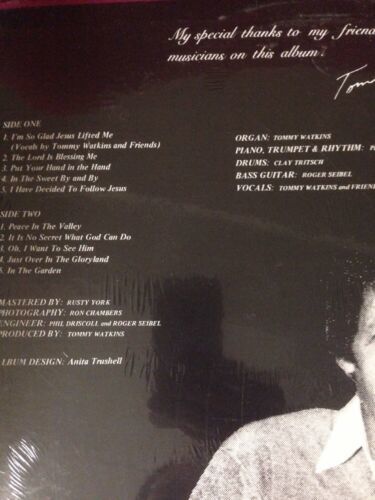 My special thanks to my
musicians on this album.
SIDE ONE
1. I'm So Glad Jesus Lifted Me
(Vocals by Tommy Watkins and Friends)
2. The Lord Is Blessing Me
3. Put Your Hand in the Hand
4. In The Sweet By and By
5. I Have Decided To Follow Jesus
ORGAN: TOMMY WATKINS
PIANO, TRUMPET & RHYTHM:
DRUMS: CLAY TRITSCH
BASS GUITAR: ROGER SEIBEL
VOCALS: TOMMY WATKINS and FRIEN
SIDE TWO
1. Peace In The Valley
2. It Is No Secret What God Can Do
3. Oh, I Want To See Him
4. Just Over In The Gloryland
5. In the Garden
MASTERED BY: RUSTY YORK
PHOTOGRAPHY: RON CHAMBERS
ENGINEER: PHIL DRISCOLL and ROGER SEIBEL
PRODUCED BY: TOMMY WATKINS
LBUM DESIGN: Anita Trushell